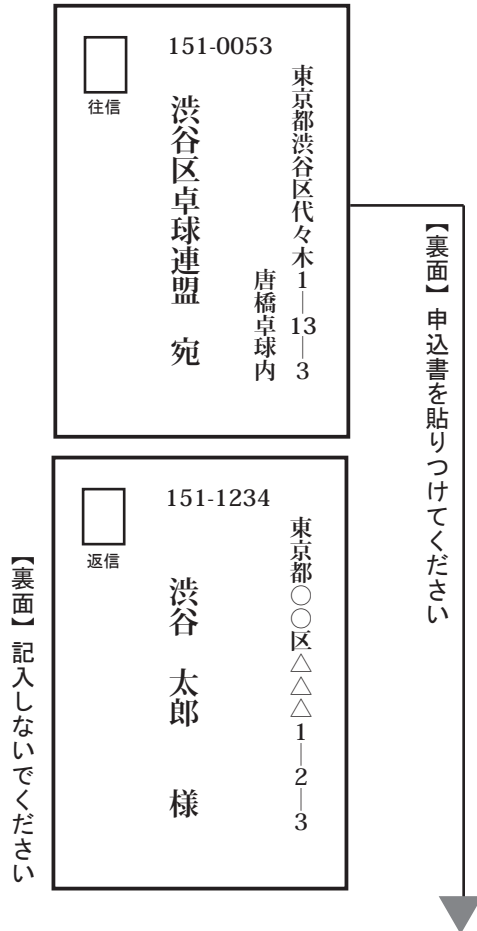 151-0053
往信
東京都渋谷区代々木1―13―3
唐橋卓球内
渋谷区卓球連盟　宛
【裏面】申込書を貼りつけてください
151-1234
返信
東京都○○区△△△1―2―3
渋谷　太郎　様
【裏面】記入しないでください